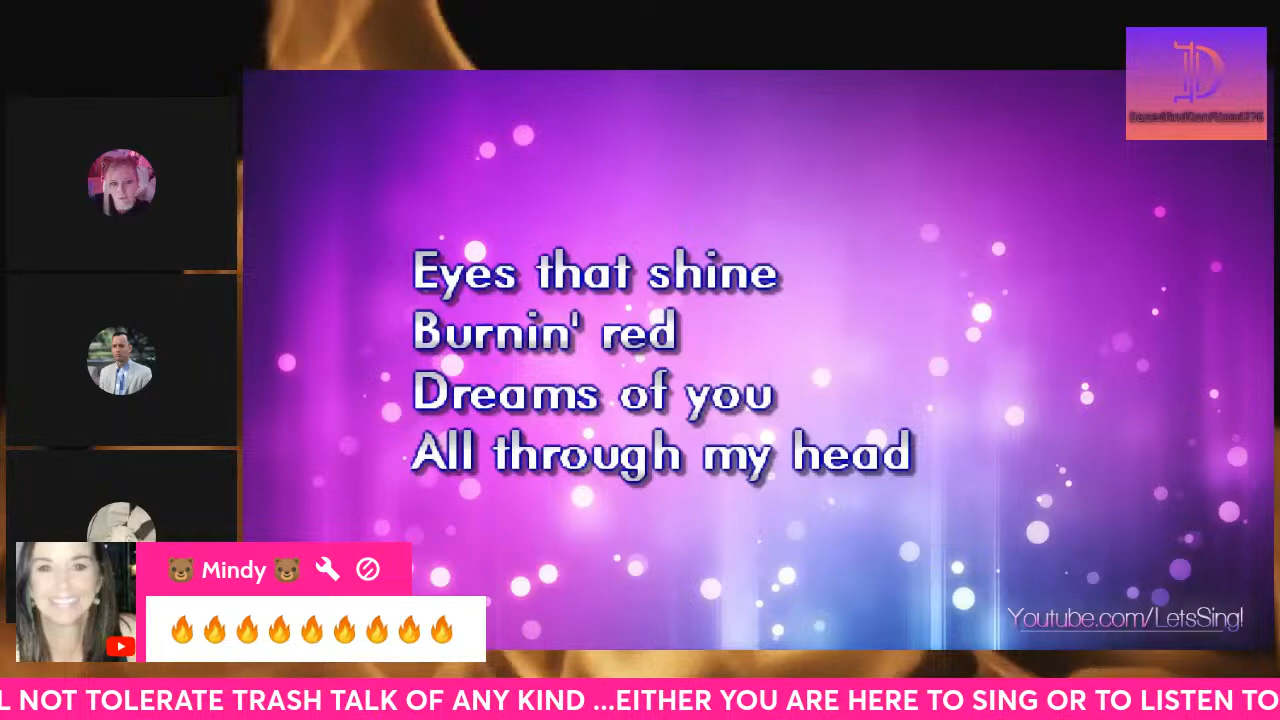 Eyes that shine
Burnin' red
Dreams of you
All through my head
Youtube.com/LetsSing!
🐻 Mindy 🐻
🔥🔥🔥🔥🔥🔥🔥🔥🔥
L NOT TOLERATE TRASH TALK OF ANY KIND ...EITHER YOU ARE HERE TO SING OR TO LISTEN TO